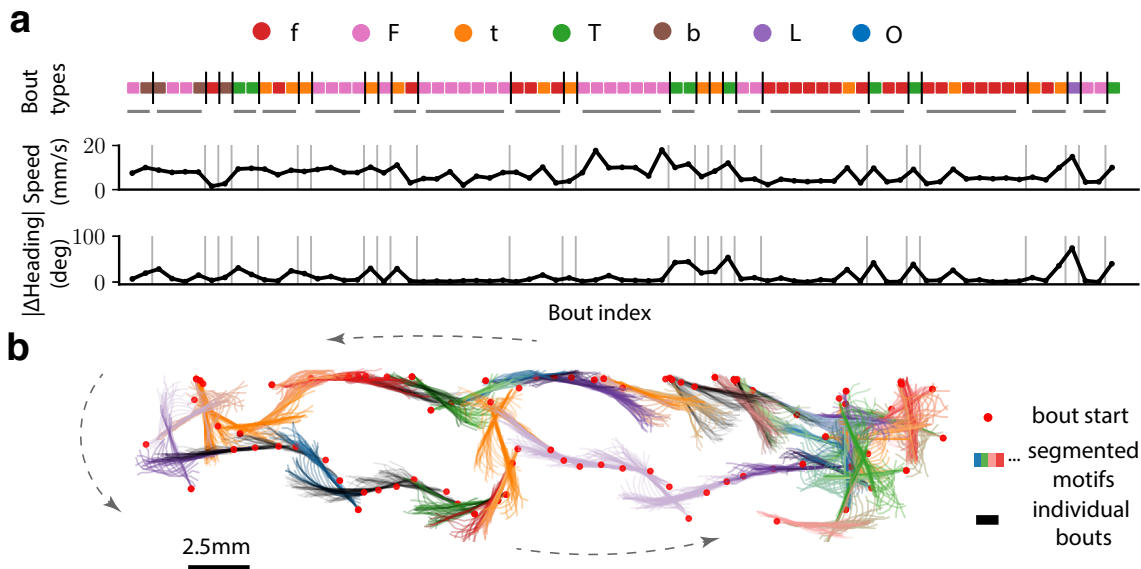 a
f F t T b L O
Bout
types
Speed
(mm/s)
20
0
|ΔHeading|
(deg)
100
0
Bout index
b
bout start
... segmented
motifs
individual
bouts
2.5mm